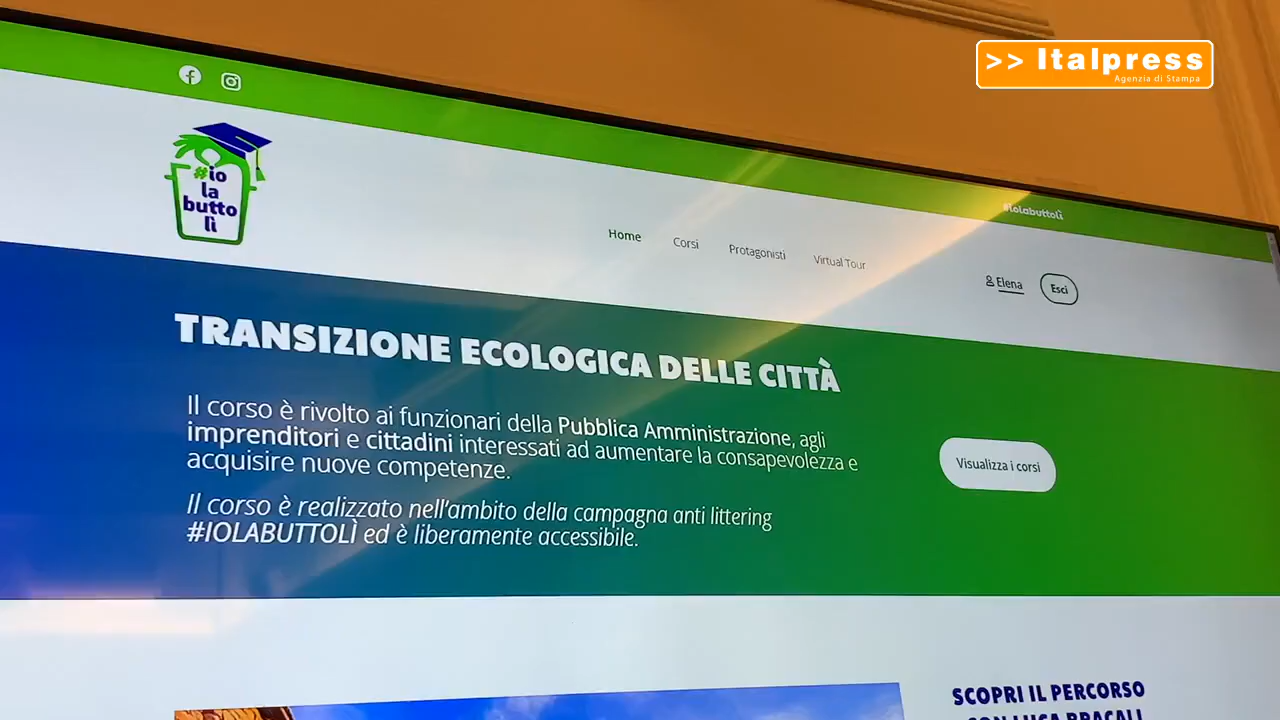 >> Italpress
Agenzia di Stampa
#iolabuttolì
#io
la
butto
lì
Home
Corsi
Protagonisti
Virtual Tour
Elena
Esci
TRANSIZIONE ECOLOGICA DELLE CITTÀ
Il corso è rivolto ai funzionari della Pubblica Amministrazione, agli
imprenditori e cittadini interessati ad aumentare la consapevolezza e
acquisire nuove competenze.
Visualizza i corsi
Il corso è realizzato nell'ambito della campagna anti littering
#IOLABUTTOLÌ ed è liberamente accessibile.
SCOPRI IL PERCORSO
CON LUCA BRACALI